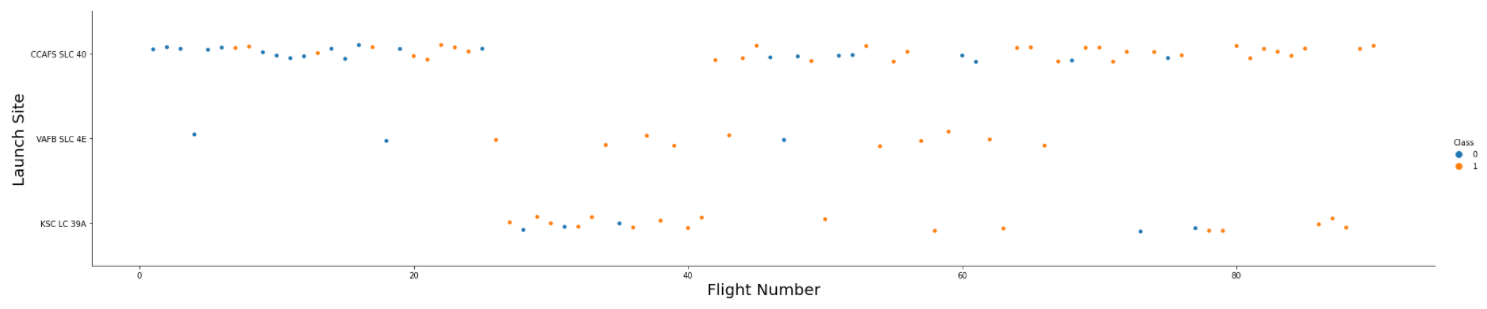 Launch Site
CCAFS SLC 40
VAFB SLC 4E
KSC LC 39A
0 20 40 60 80
Flight Number
Class
0
1